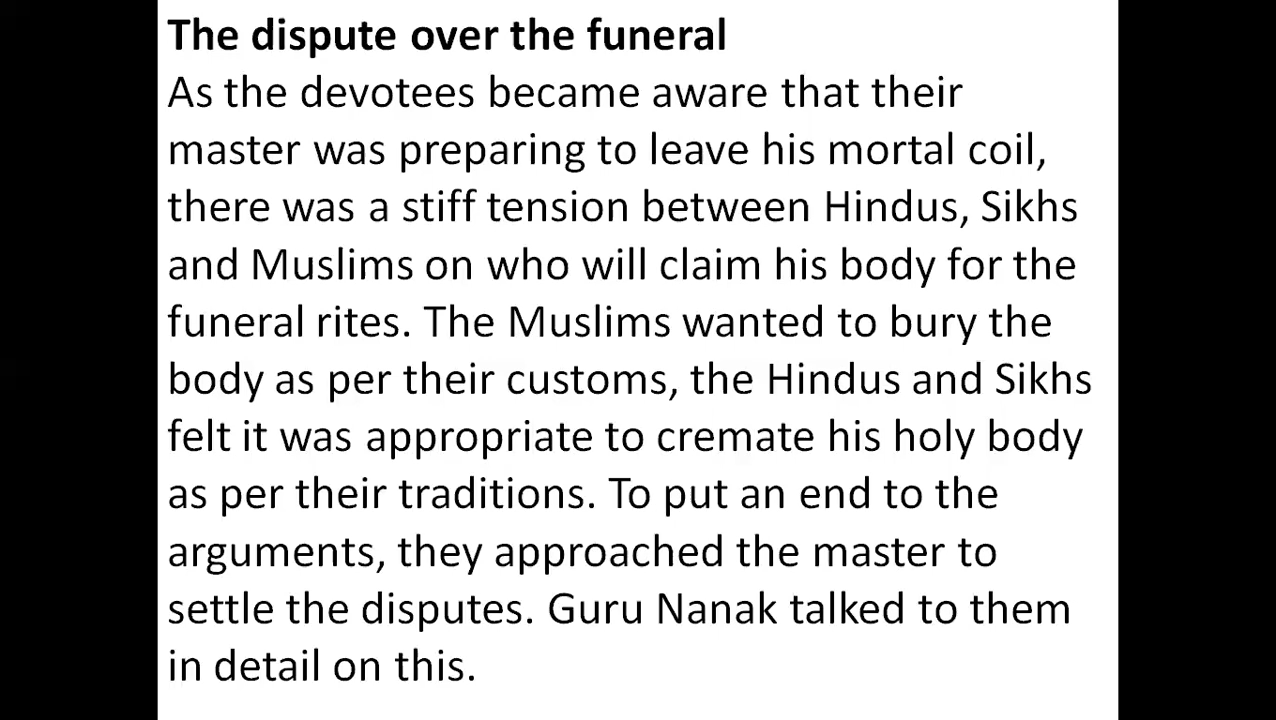 The dispute over the funeral
As the devotees became aware that their
master was preparing to leave his mortal coil,
there was a stiff tension between Hindus, Sikhs
and Muslims on who will claim his body for the
funeral rites. The Muslims wanted to bury the
body as per their customs, the Hindus and Sikhs
felt it was appropriate to cremate his holy body
as per their traditions. To put an end to the
arguments, they approached the master to
settle the disputes. Guru Nanak talked to them
in detail on this.